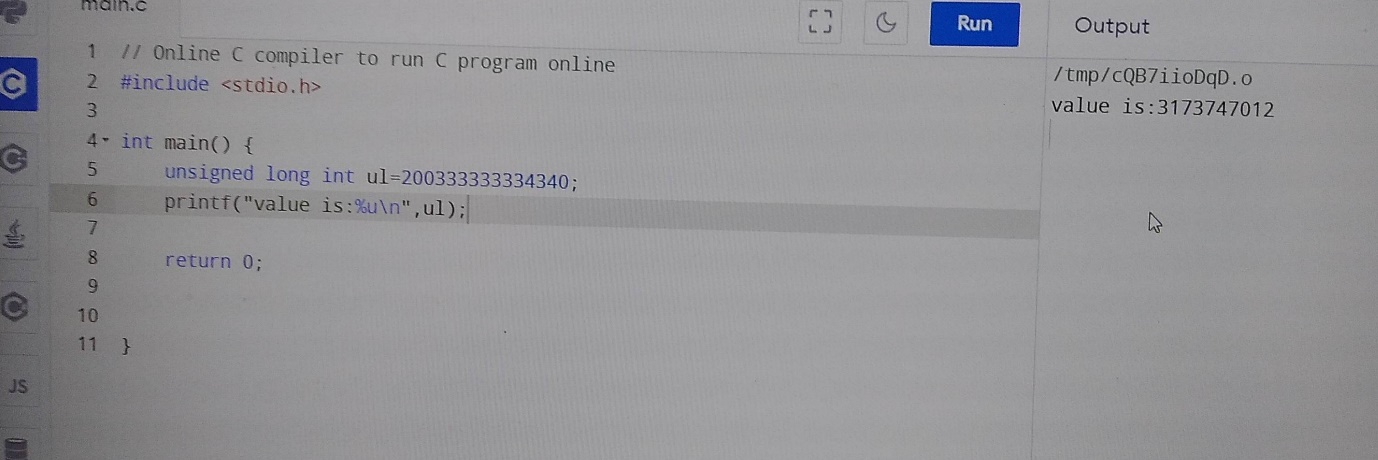 main.c
Run
Output
1 // Online C compiler to run C program online
2 #include <stdio.h>
3
4 int main() {
5 unsigned long int ul=200333333334340;
6 printf("value is:%u\n",ul);
7
8 return 0;
9
10
11 }
/tmp/cQB7iioDqD.o
value is:3173747012
C
C
C
JS